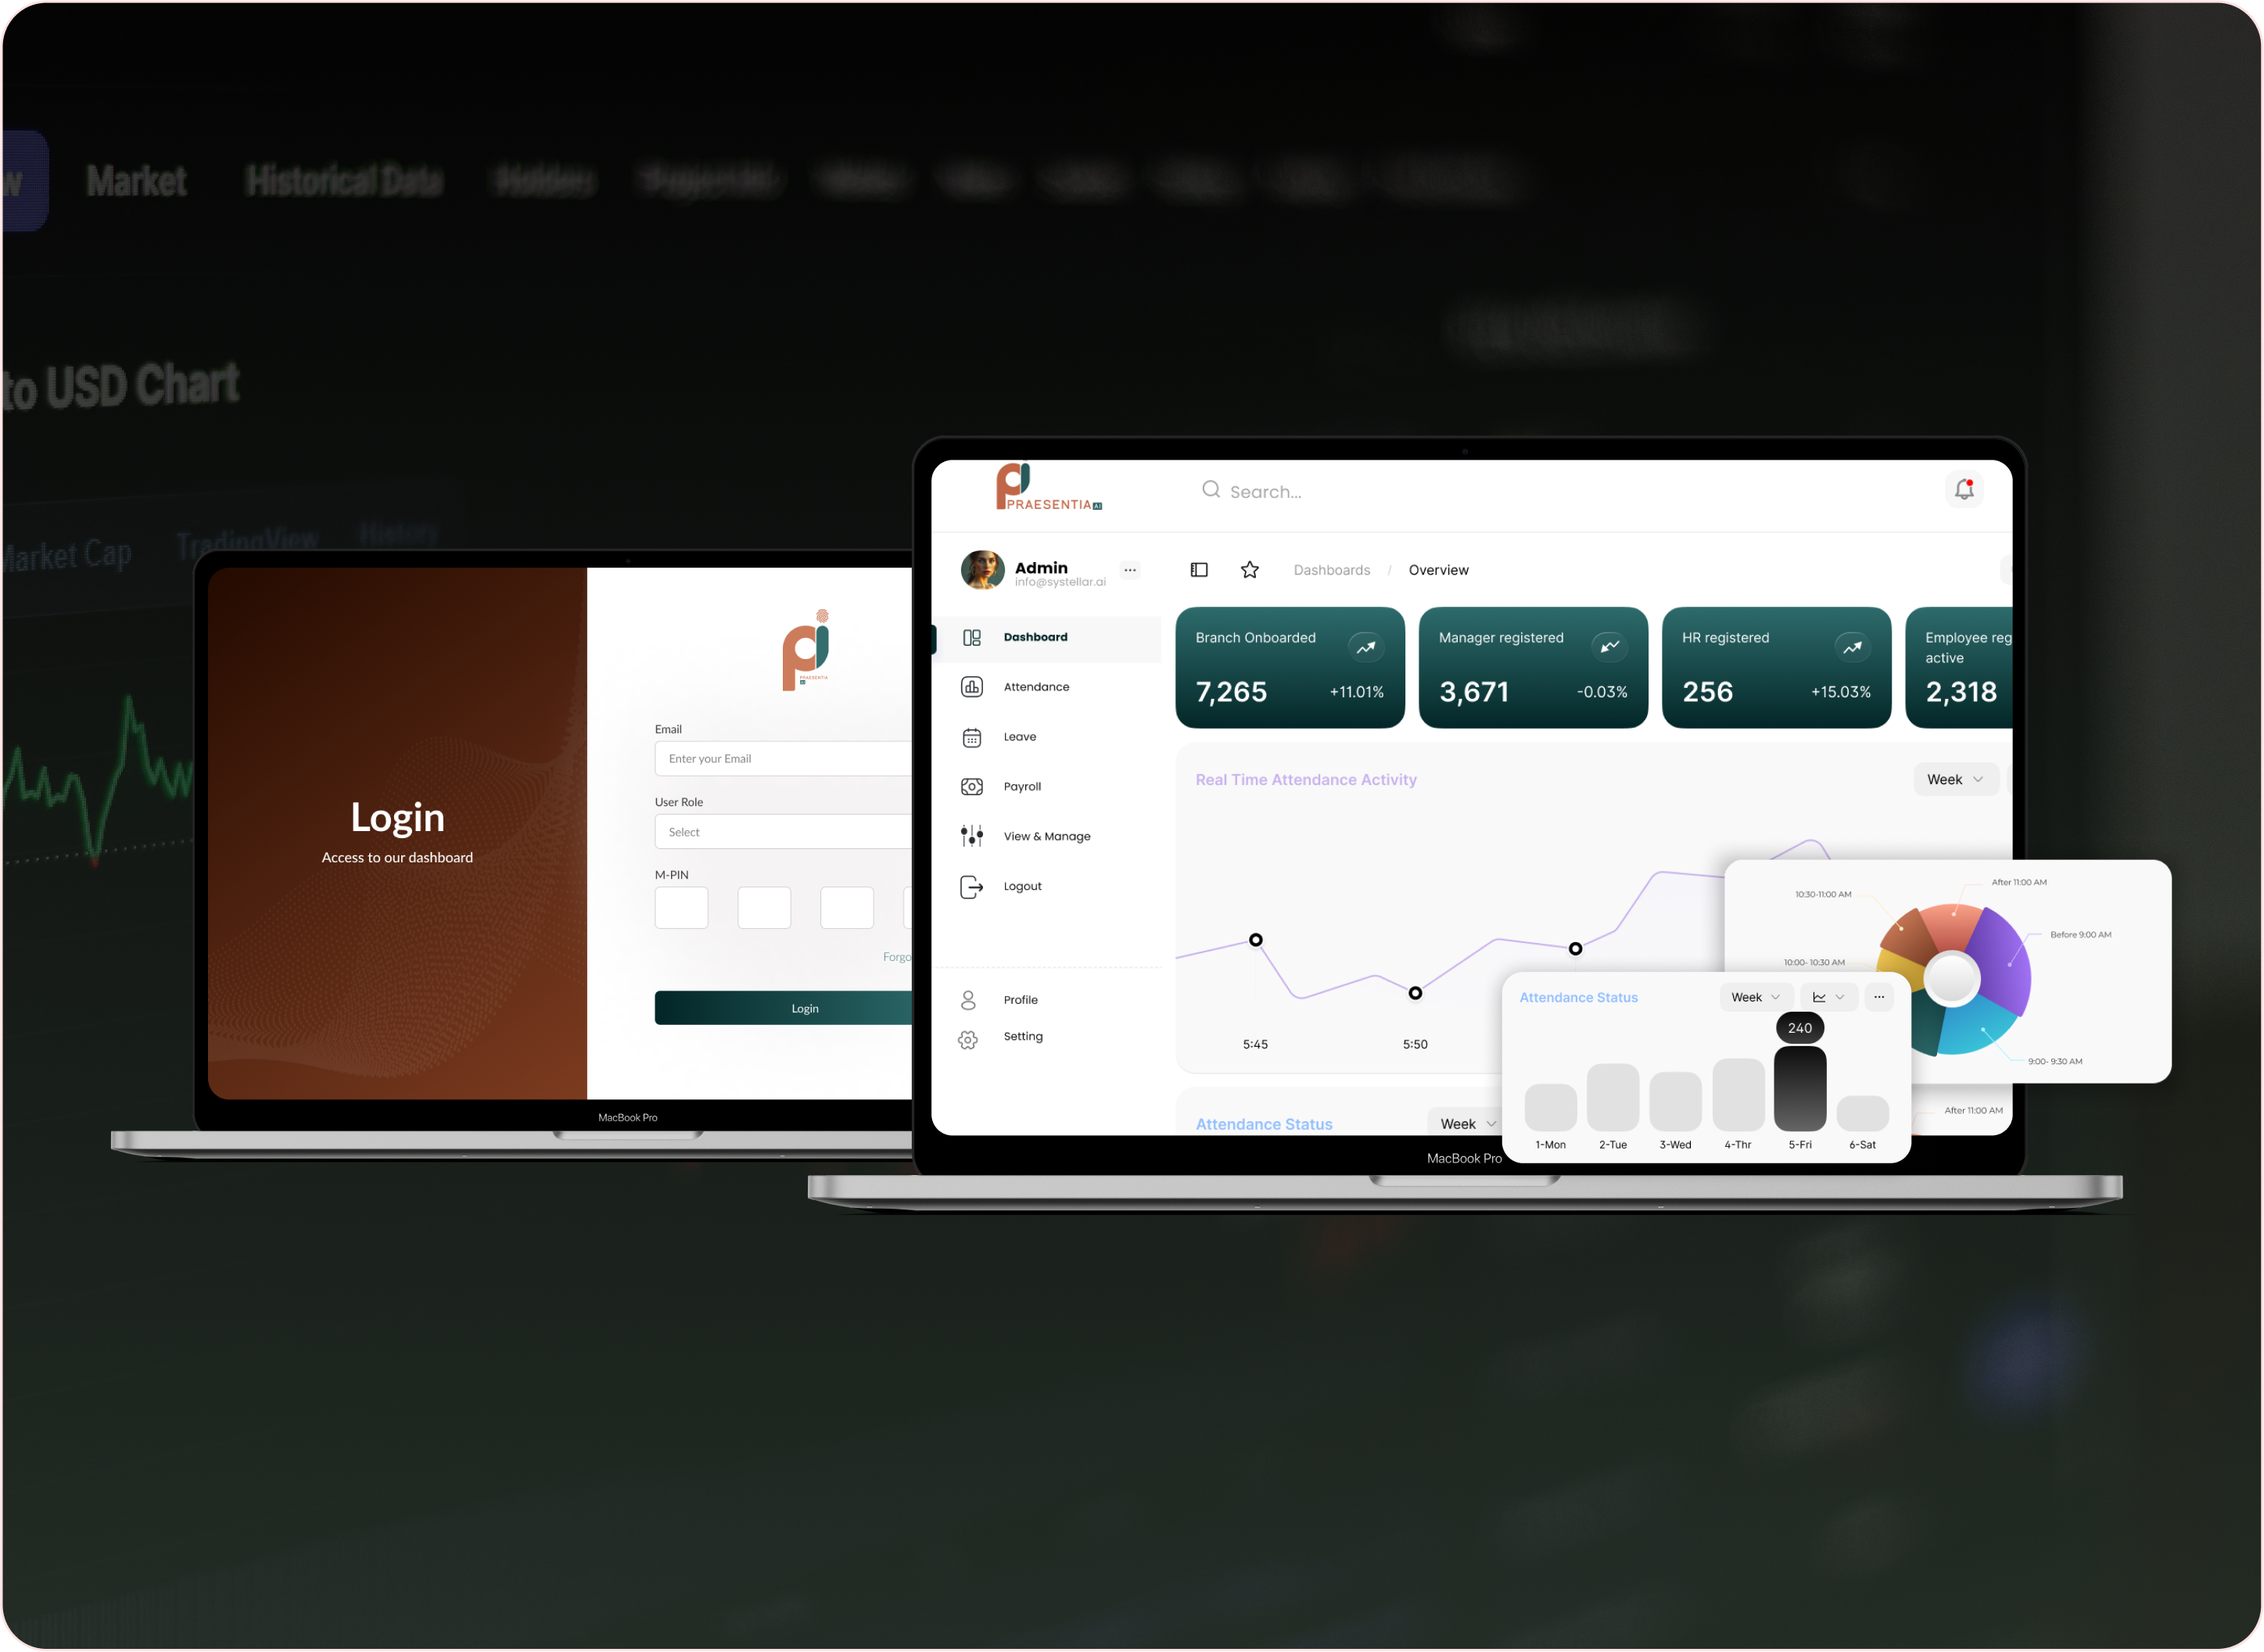 Market
Historical Data
to USD Chart
Market Cap
TradingView
History
PRAESENTIA AI
Login
Access to our dashboard
Email
Enter your Email
User Role
Select
M-PIN
Forgo
Login
MacBook Pro
PRAESENTIA AI
Search...
Admin
info@systellar.ai
Dashboards / Overview
Dashboard
Attendance
Leave
Payroll
View & Manage
Logout
Profile
Setting
Branch Onboarded
7,265
+11.01%
Manager registered
3,671
-0.03%
HR registered
256
+15.03%
Employee reg
active
2,318
Real Time Attendance Activity
Week
5:45
5:50
Attendance Status
Week
After 11:00 AM
10:30-11:00 AM
After 11:00 AM
Before 9:00 AM
10:00- 10:30 AM
9:00- 9:30 AM
Attendance Status
Week
240
1-Mon
2-Tue
3-Wed
4-Thr
5-Fri
6-Sat
MacBook Pro